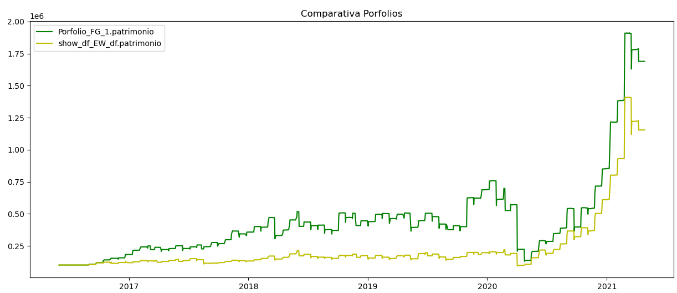 Comparativa Porfolios
1e6
2.00
Porfolio_FG_1.patrimonio
show_df_EW_df.patrimonio
1.75
1.50
1.25
1.00
0.75
0.50
0.25
2017 2018 2019 2020 2021